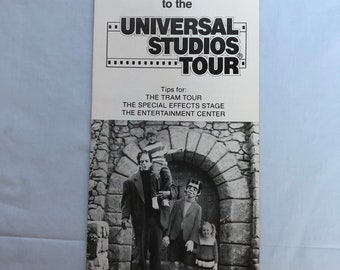 to the
UNIVERSAL
STUDIOS
TOUR®
Tips for:
THE TRAM TOUR
THE SPECIAL EFFECTS STAGE
THE ENTERTAINMENT CENTER